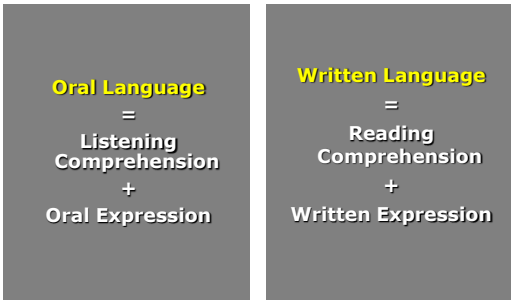 Oral Language
=
Listening
Comprehension
+
Oral Expression
Written Language
=
Reading
Comprehension
+
Written Expression